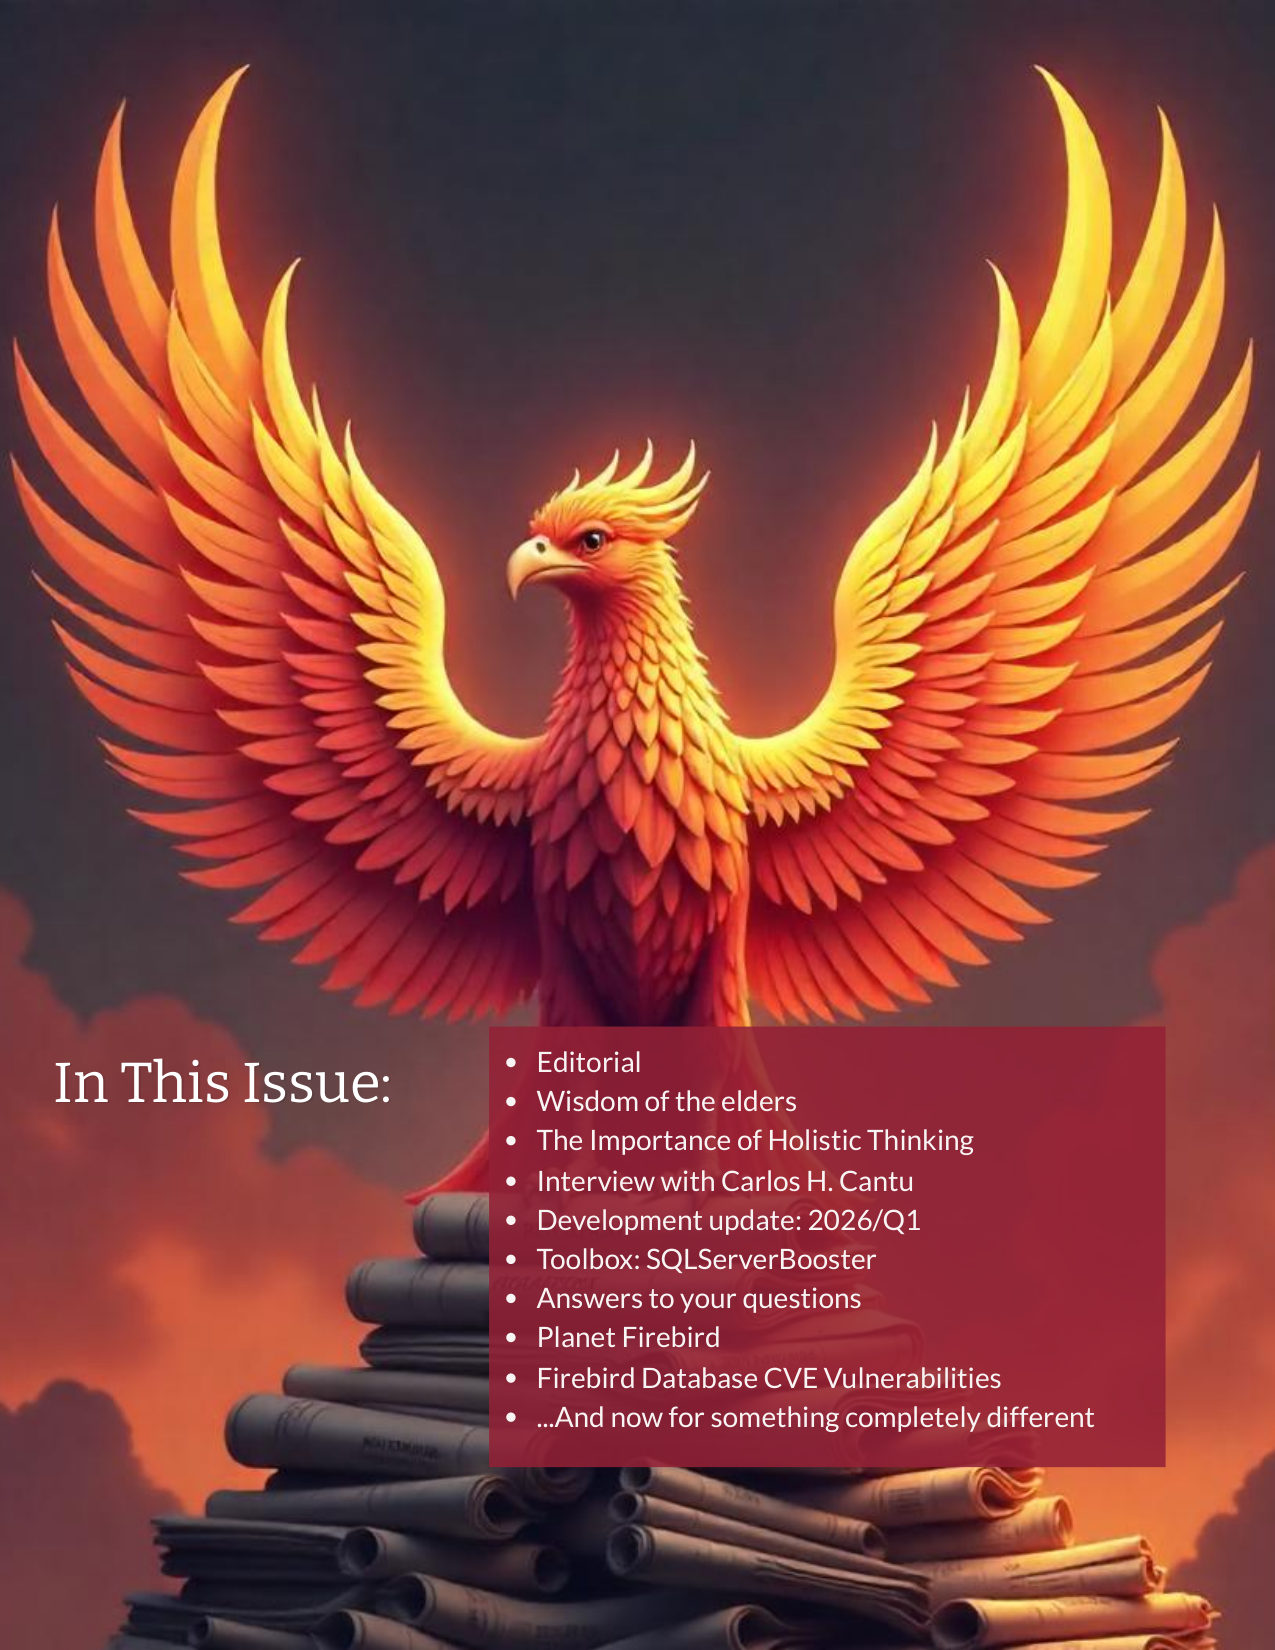 In This Issue:
• Editorial
• Wisdom of the elders
• The Importance of Holistic Thinking
• Interview with Carlos H. Cantu
• Development update: 2026/Q1
• Toolbox: SQLServerBooster
• Answers to your questions
• Planet Firebird
• Firebird Database CVE Vulnerabilities
• ...And now for something completely different